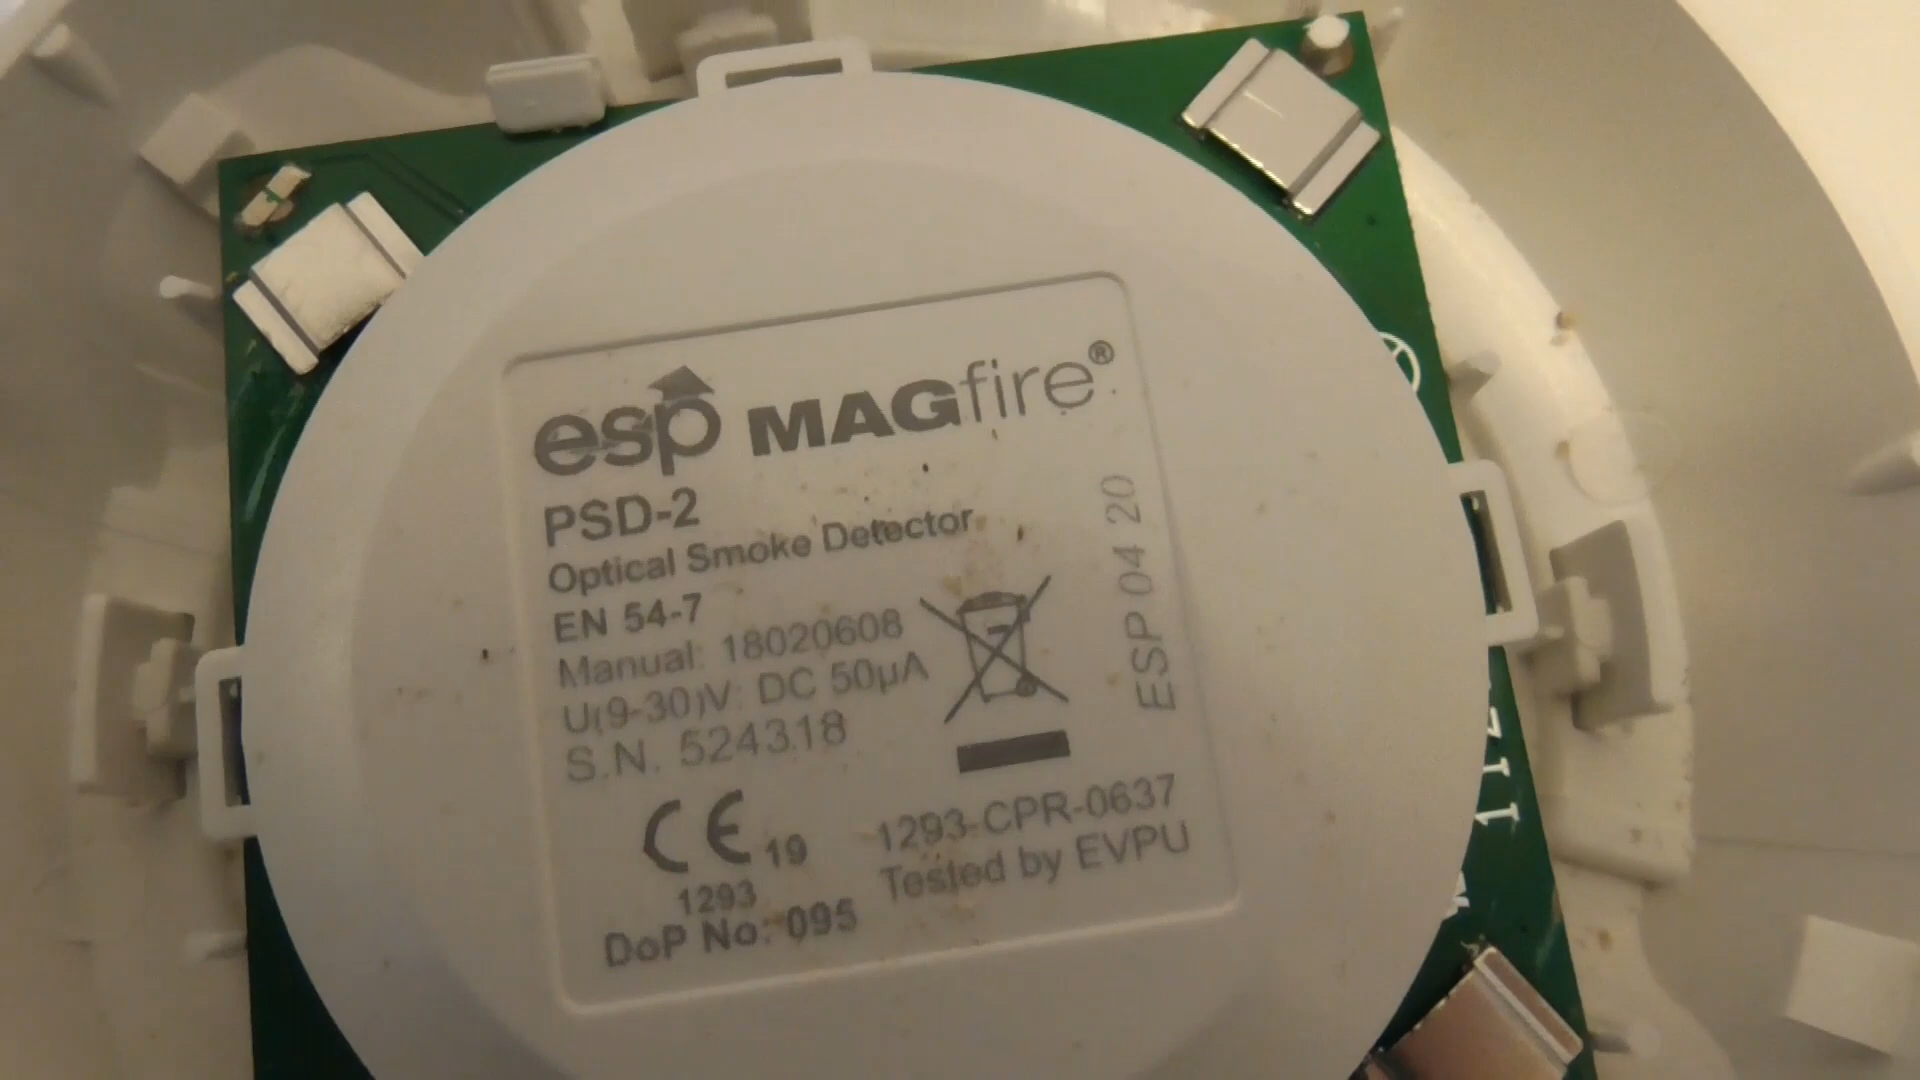 esp MAGfire®
PSD-2
Optical Smoke Detector
EN 54-7
Manual: 18020608
U(9-30)V: DC 50µA
S.N. 524318
ESP 04 20
CE 19
1293
1293-CPR-0637
Tested by EVPU
DoP No: 095